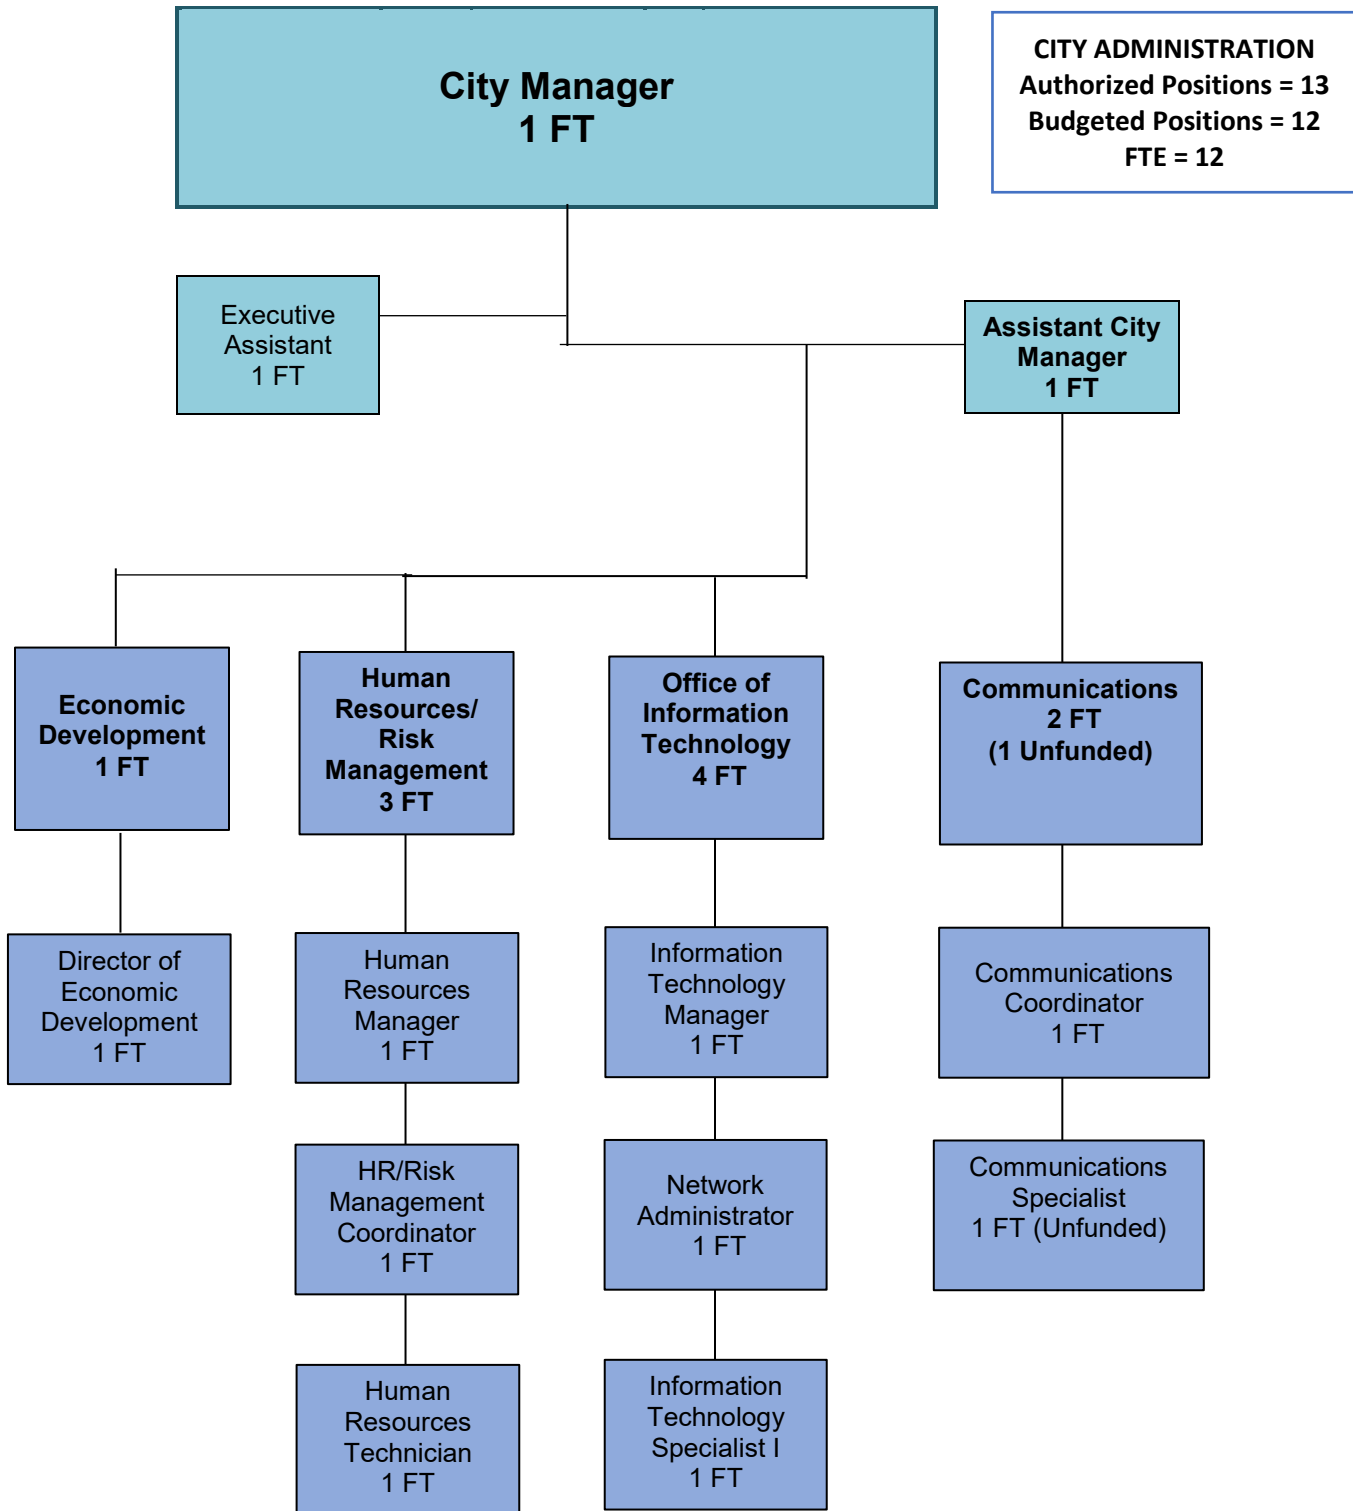 City Manager
1 FT
CITY ADMINISTRATION
Authorized Positions = 13
Budgeted Positions = 12
FTE = 12
Executive
Assistant
1 FT
Assistant City
Manager
1 FT
Economic
Development
1 FT
Human
Resources/
Risk
Management
3 FT
Office of
Information
Technology
4 FT
Communications
2 FT
(1 Unfunded)
Director of
Economic
Development
1 FT
Human
Resources
Manager
1 FT
Information
Technology
Manager
1 FT
Communications
Coordinator
1 FT
HR/Risk
Management
Coordinator
1 FT
Network
Administrator
1 FT
Communications
Specialist
1 FT (Unfunded)
Human
Resources
Technician
1 FT
Information
Technology
Specialist I
1 FT